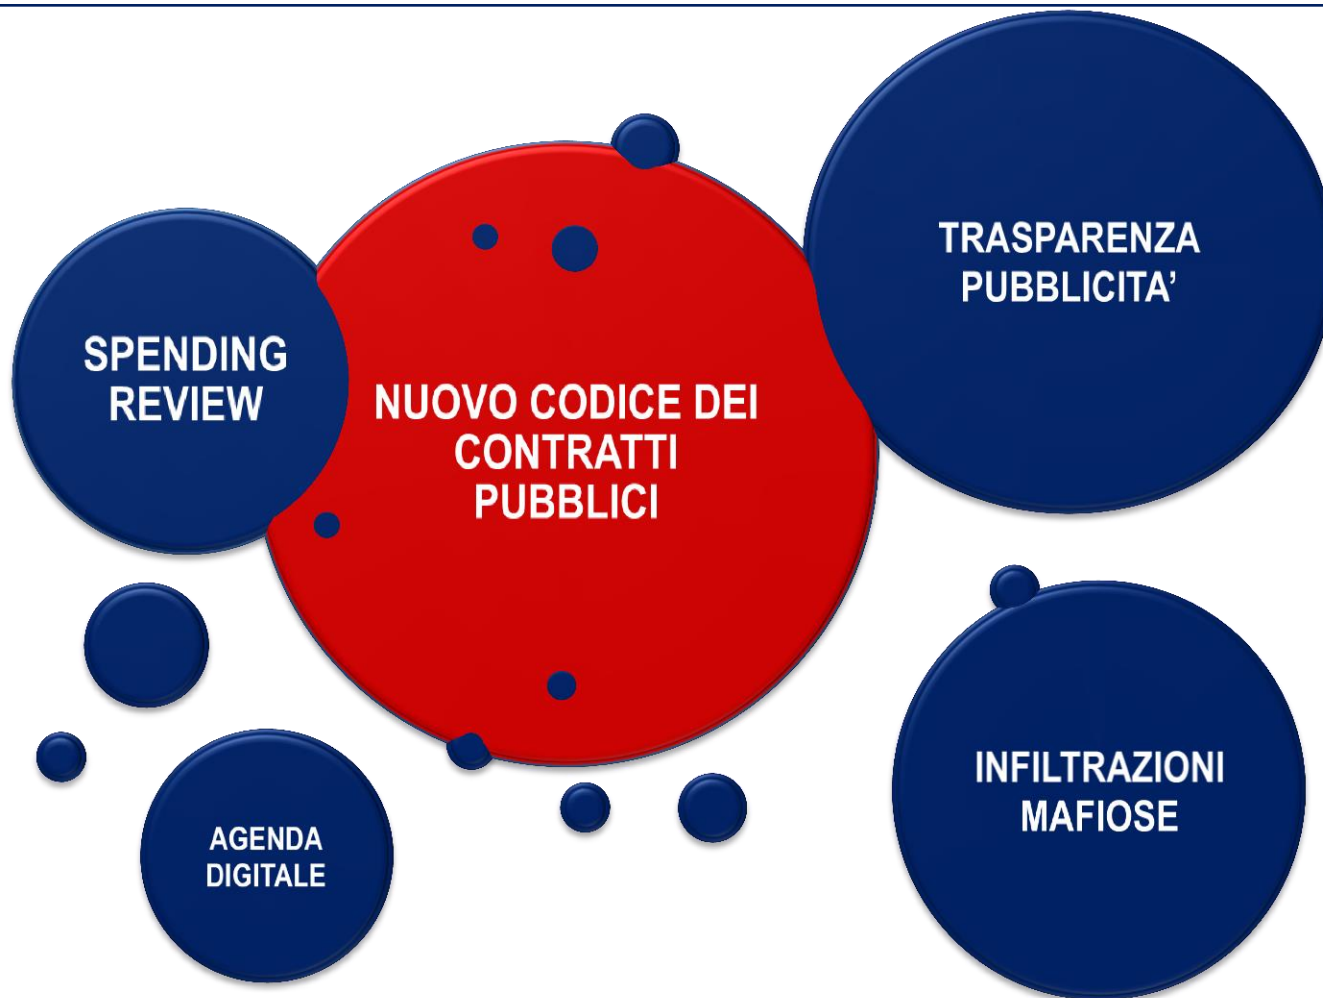 TRASPARENZA
PUBBLICITA’
SPENDING
REVIEW
NUOVO CODICE DEI
CONTRATTI
PUBBLICI
INFILTRAZIONI
MAFIOSE
AGENDA
DIGITALE